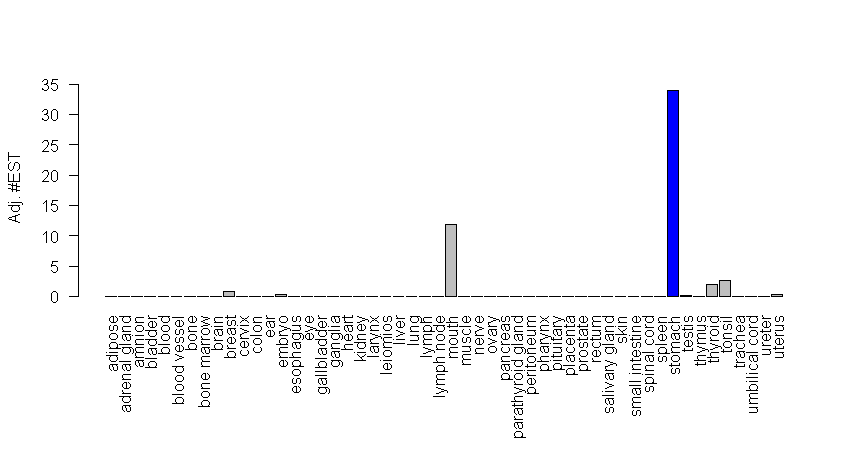 Adj. #EST
35
30
25
20
15
10
5
0
adipose
adrenal gland
amnion
bladder
blood
blood vessel
bone
bone marrow
brain
breast
cervix
colon
ear
embryo
esophagus
eye
gallbladder
ganglia
heart
kidney
larynx
leiomios
liver
lung
lymph
lymph node
mouth
muscle
nerve
ovary
pancreas
parathyroid gland
peritoneum
pharynx
pituitary
placenta
prostate
rectum
salivary gland
skin
small intestine
spinal cord
spleen
stomach
testis
thymus
thyroid
tonsil
trachea
umbilical cord
ureter
uterus